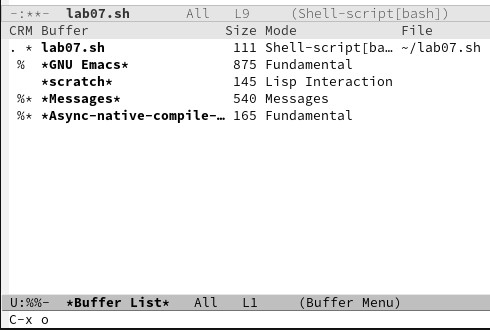 -:**-  lab07.sh       All   L9     (Shell-script[bash])
CRM Buffer                 Size Mode             File
. * lab07.sh                111 Shell-script[ba… ~/lab07.sh
 %  *GNU Emacs*             875 Fundamental
    *scratch*               145 Lisp Interaction
 %* *Messages*              540 Messages
 %* *Async-native-compile-… 165 Fundamental
U:%%-  *Buffer List*   All   L1     (Buffer Menu)
C-x o